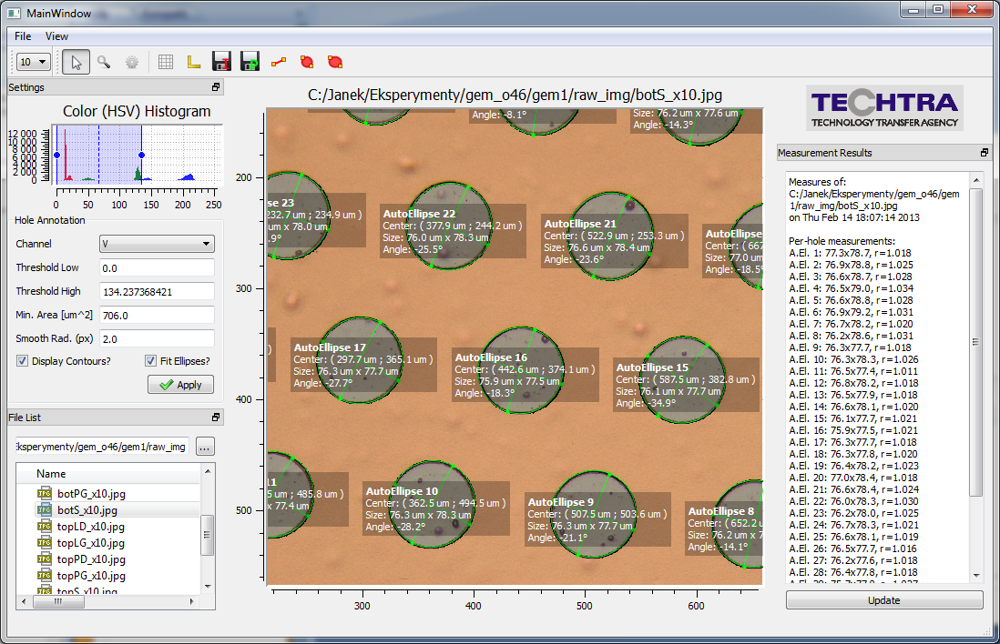 MainWindow
File View
10
Settings
Color (HSV) Histogram
12 000
10 000
8 000
6 000
4 000
2 000
0
0 50 100 150 200 250
Hole Annotation
Channel V
Threshold Low 0.0
Threshold High 134.237368421
Min. Area [um^2] 706.0
Smooth Rad. (px) 2.0
Display Contours? Fit Ellipses?
Apply
File List
:ksperymenty/gem_o46/gem1/raw_img ...
Name
botPG_x10.jpg
botS_x10.jpg
topLD_x10.jpg
topLG_x10.jpg
topPD_x10.jpg
topPG_x10.jpg
topS_x10.jpg
C:/Janek/Eksperymenty/gem_o46/gem1/raw_img/botS_x10.jpg
200
300
400
500
300 400 500 600
Angle: -8.1°
Size: 76.2 um x 77.6 um
Angle: -14.3°
se 23
232.7 um ; 234.9 um )
um x 78.0 um
.9°
AutoEllipse 22
Center: ( 377.9 um ; 244.2 um )
Size: 76.0 um x 78.3 um
Angle: -25.5°
AutoEllipse 21
Center: ( 522.9 um ; 253.3 um )
Size: 76.6 um x 78.4 um
Angle: -23.6°
AutoEllipse
Center: ( 667
Size: 77.0 um
Angle: -18.5°
)
AutoEllipse 17
Center: ( 297.7 um ; 365.1 um )
Size: 76.3 um x 77.7 um
Angle: -27.7°
AutoEllipse 16
Center: ( 442.6 um ; 374.1 um )
Size: 75.9 um x 77.5 um
Angle: -18.3°
AutoEllipse 15
Center: ( 587.5 um ; 382.8 um )
Size: 76.1 um x 77.7 um
Angle: -34.9°
11
5 um ; 485.8 um )
x 77.4 um
AutoEllipse 10
Center: ( 362.5 um ; 494.5 um )
Size: 76.3 um x 78.3 um
Angle: -28.2°
AutoEllipse 9
Center: ( 507.5 um ; 503.6 um )
Size: 76.3 um x 77.7 um
Angle: -21.1°
AutoEllipse 8
Center: ( 652.2 u
Size: 76.2 um x 7
Angle: -14.1°
TECHTRA
TECHNOLOGY TRANSFER AGENCY
Measurement Results
Measures of:
C:/Janek/Eksperymenty/gem_o46/gem
1/raw_img/botS_x10.jpg
on Thu Feb 14 18:07:14 2013
Per-hole measurements:
A.El. 1: 77.3x78.7, r=1.018
A.El. 2: 76.9x78.8, r=1.025
A.El. 3: 76.6x78.7, r=1.028
A.El. 4: 76.5x79.0, r=1.034
A.El. 5: 76.6x78.8, r=1.028
A.El. 6: 76.9x79.2, r=1.031
A.El. 7: 76.7x78.2, r=1.020
A.El. 8: 76.2x78.6, r=1.031
A.El. 9: 76.3x77.7, r=1.018
A.El. 10: 76.3x78.3, r=1.026
A.El. 11: 76.5x77.4, r=1.011
A.El. 12: 76.8x78.2, r=1.018
A.El. 13: 76.5x77.9, r=1.018
A.El. 14: 76.6x78.1, r=1.020
A.El. 15: 76.1x77.7, r=1.021
A.El. 16: 75.9x77.5, r=1.021
A.El. 17: 76.3x77.7, r=1.018
A.El. 18: 76.3x77.8, r=1.020
A.El. 19: 76.4x78.2, r=1.023
A.El. 20: 77.0x78.4, r=1.018
A.El. 21: 76.6x78.4, r=1.024
A.El. 22: 76.0x78.3, r=1.030
A.El. 23: 76.2x78.0, r=1.025
A.El. 24: 76.7x78.3, r=1.021
A.El. 25: 76.6x78.1, r=1.019
A.El. 26: 76.5x77.7, r=1.016
A.El. 27: 76.2x77.6, r=1.018
A.El. 28: 76.4x77.8, r=1.018
Update